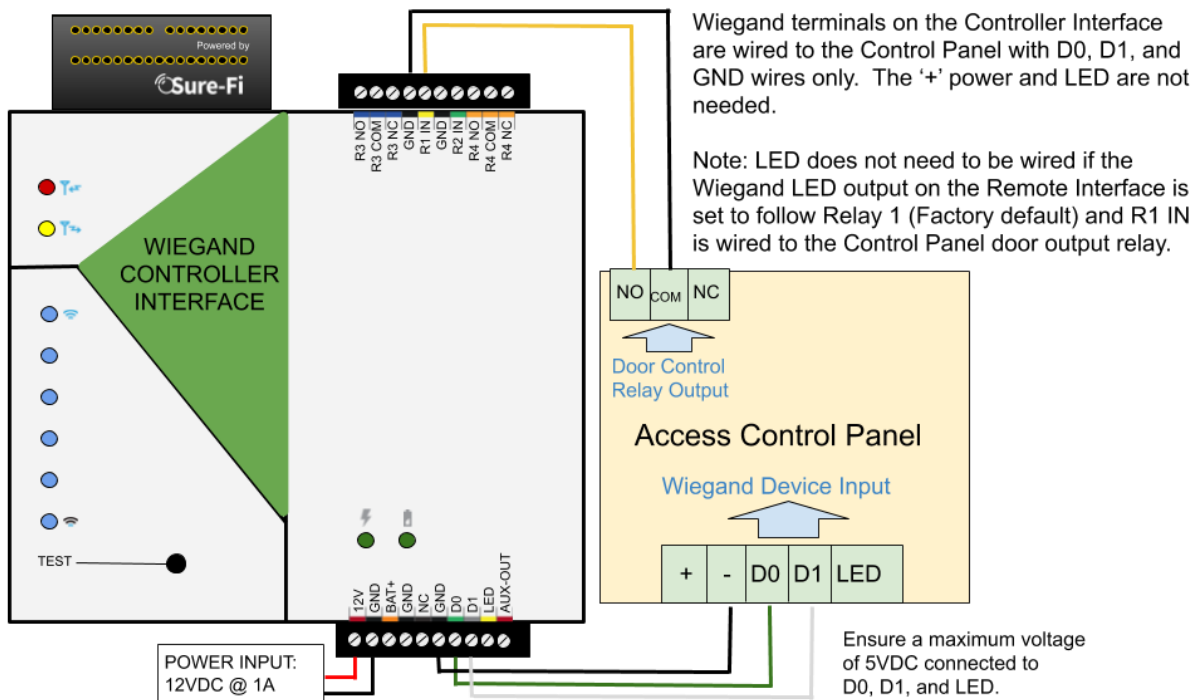 Powered by
Sure-Fi
Wiegand terminals on the Controller Interface
are wired to the Control Panel with D0, D1, and
GND wires only.  The ‘+’ power and LED are not
needed.
Note: LED does not need to be wired if the
Wiegand LED output on the Remote Interface is
set to follow Relay 1 (Factory default) and R1 IN
is wired to the Control Panel door output relay.
R3 NO
R3 COM
R3 NC
GND
R1 IN
GND
R2 IN
R4 NO
R4 COM
R4 NC
WIEGAND
CONTROLLER
INTERFACE
NO COM NC
Door Control
Relay Output
Access Control Panel
Wiegand Device Input
+ - D0 D1 LED
TEST
12V
GND
BAT+
GND
NC
GND
D0
D1
LED
AUX-OUT
POWER INPUT:
12VDC @ 1A
Ensure a maximum voltage
of 5VDC connected to
D0, D1, and LED.